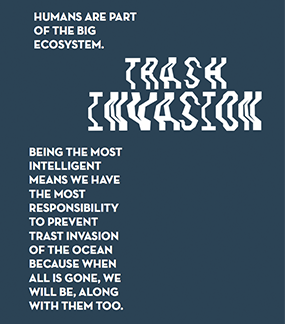 HUMANS ARE PART
OF THE BIG
ECOSYSTEM.
TRASH
INVASION
BEING THE MOST
INTELLIGENT
MEANS WE HAVE
THE MOST
RESPONSIBILITY
TO PREVENT
TRAST INVASION
OF THE OCEAN
BECAUSE WHEN
ALL IS GONE, WE
WILL BE, ALONG
WITH THEM TOO.